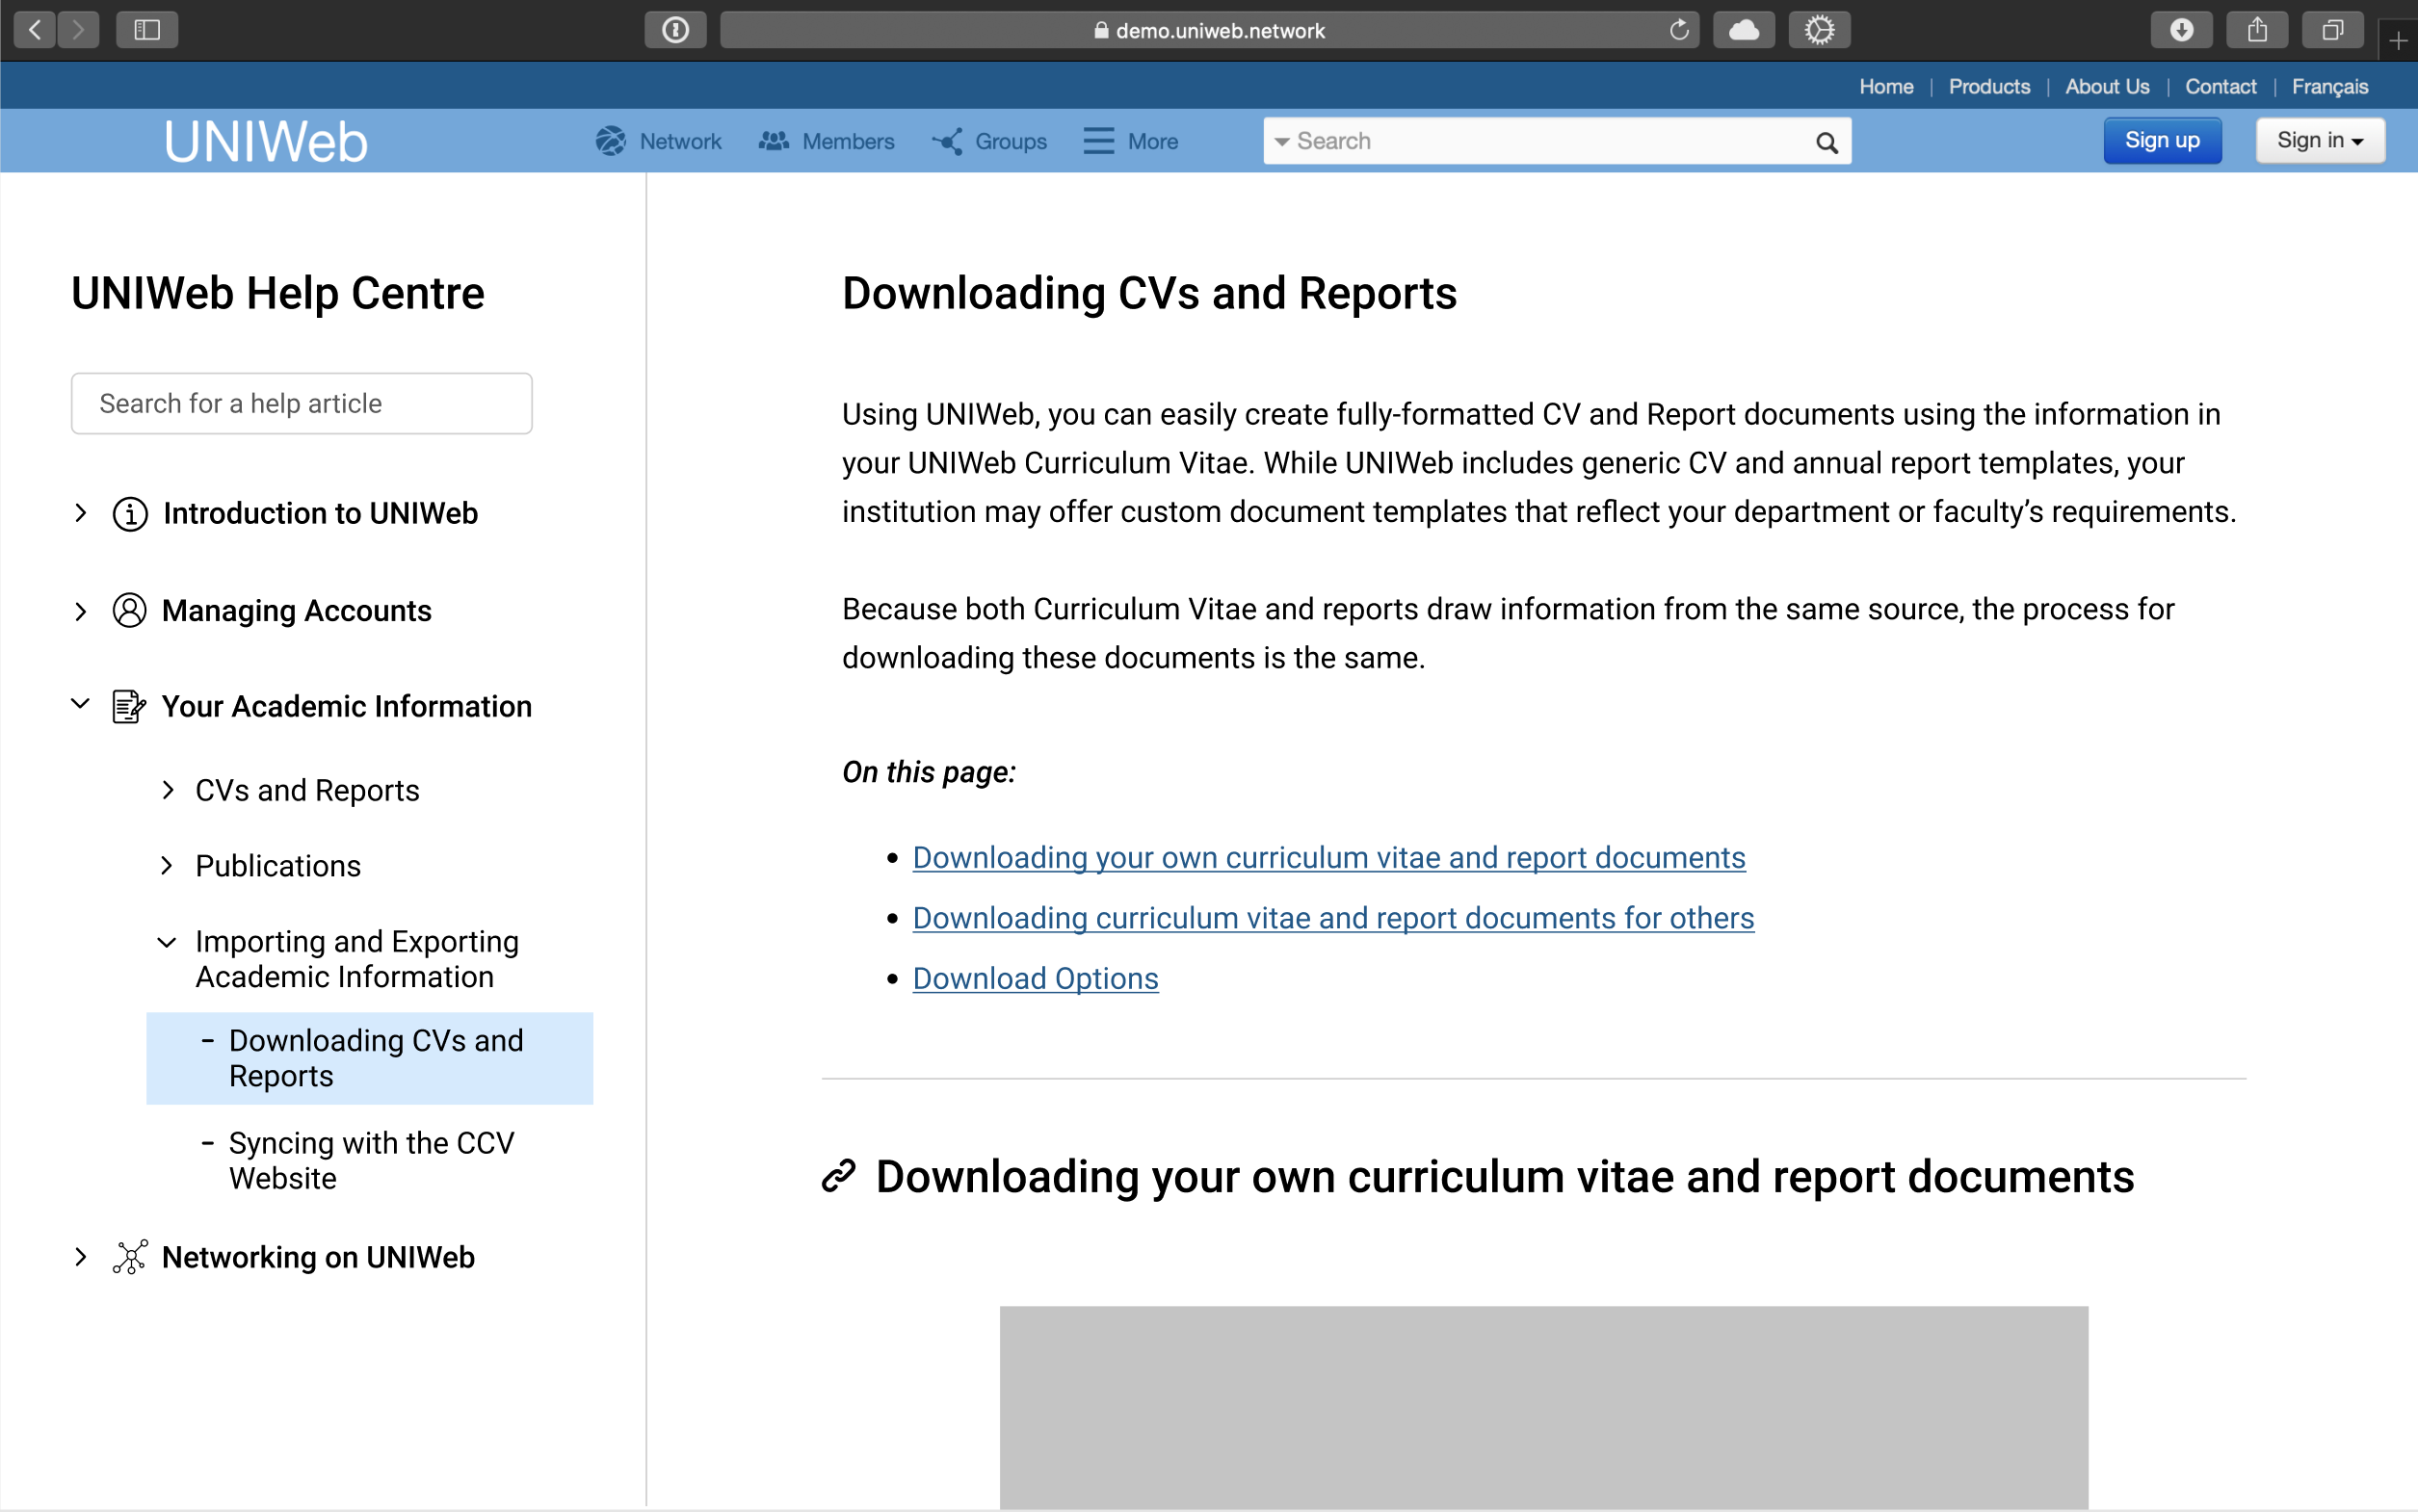 demo.uniweb.network
Home | Products | About Us | Contact | Français
UNIWeb
Network
Members
Groups
More
Search
Sign up
Sign in
UNIWeb Help Centre
Search for a help article
Introduction to UNIWeb
Managing Accounts
Your Academic Information
CVs and Reports
Publications
Importing and Exporting
Academic Information
- Downloading CVs and
Reports
- Syncing with the CCV
Website
Networking on UNIWeb
Downloading CVs and Reports
Using UNIWeb, you can easily create fully-formatted CV and Report documents using the information in
your UNIWeb Curriculum Vitae. While UNIWeb includes generic CV and annual report templates, your
institution may offer custom document templates that reflect your department or faculty’s requirements.
Because both Curriculum Vitae and reports draw information from the same source, the process for
downloading these documents is the same.
On this page:
• Downloading your own curriculum vitae and report documents
• Downloading curriculum vitae and report documents for others
• Download Options
Downloading your own curriculum vitae and report documents